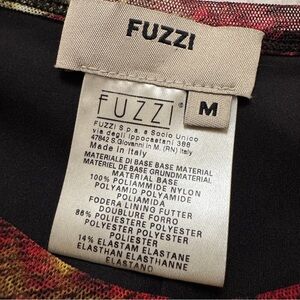 FUZZI
FUZZI ®
M
FUZZI S.p.a. a Socio Unico
via degli Ippocastani 388
47842 S.Giovanni in M. (RN) Italy
Made in Italy
MATERIALE DI BASE BASE MATERIAL
MATERIEL DE BASE GRUNDMATERIAL
MATERIAL BASE
100% POLIAMMIDE NYLON
POLYAMID POLYAMIDE
POLIAMIDA
FODERA LINING FUTTER
DOUBLURE FORRO
86% POLIESTERE POLYESTER
POLYESTER POLYESTER
POLIESTER
14% ELASTAM ELASTANE
ELASTHAN ELASTHANNE
ELASTANO